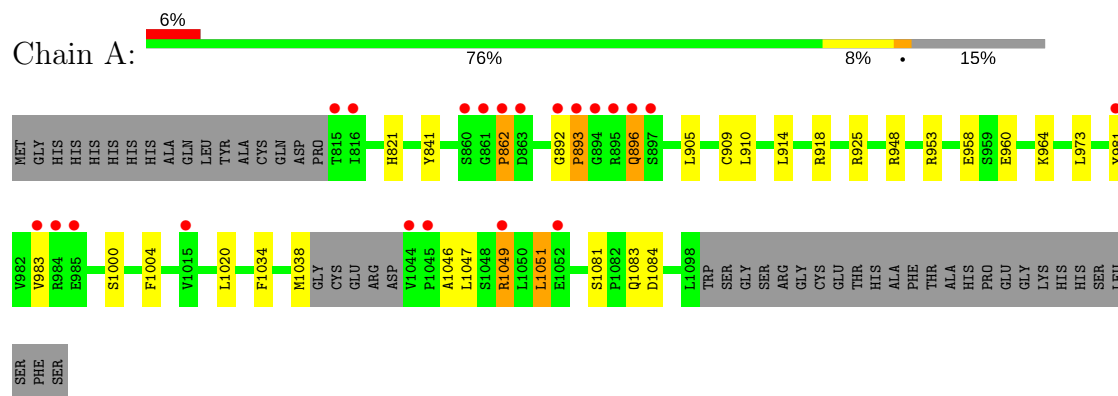 6%
Chain A:
76% 8% • 15%
MET GLY HIS HIS HIS HIS HIS HIS ALA GLN LEU TYR ALA CYS GLN ASP PRO T815 I816 H821 Y841 S860 G861 P862 D863 G892 P893 G894 R895 Q896 S897 L905 C909 L910 L914 R918 R925 R948 R953 E958 S959 E960 K964 L973 Y981
V982 V983 R984 E985 S1000 F1004 V1015 L1020 F1034 M1038 GLY CYS GLU ARG ASP V1044 P1045 A1046 L1047 S1048 R1049 L1050 L1051 E1052 S1081 P1082 Q1083 D1084 L1098 TRP SER GLY SER ARG GLY CYS GLU THR HIS ALA PHE THR ALA HIS PRO GLU GLY LYS HIS HIS SER LEU
SER PHE SER